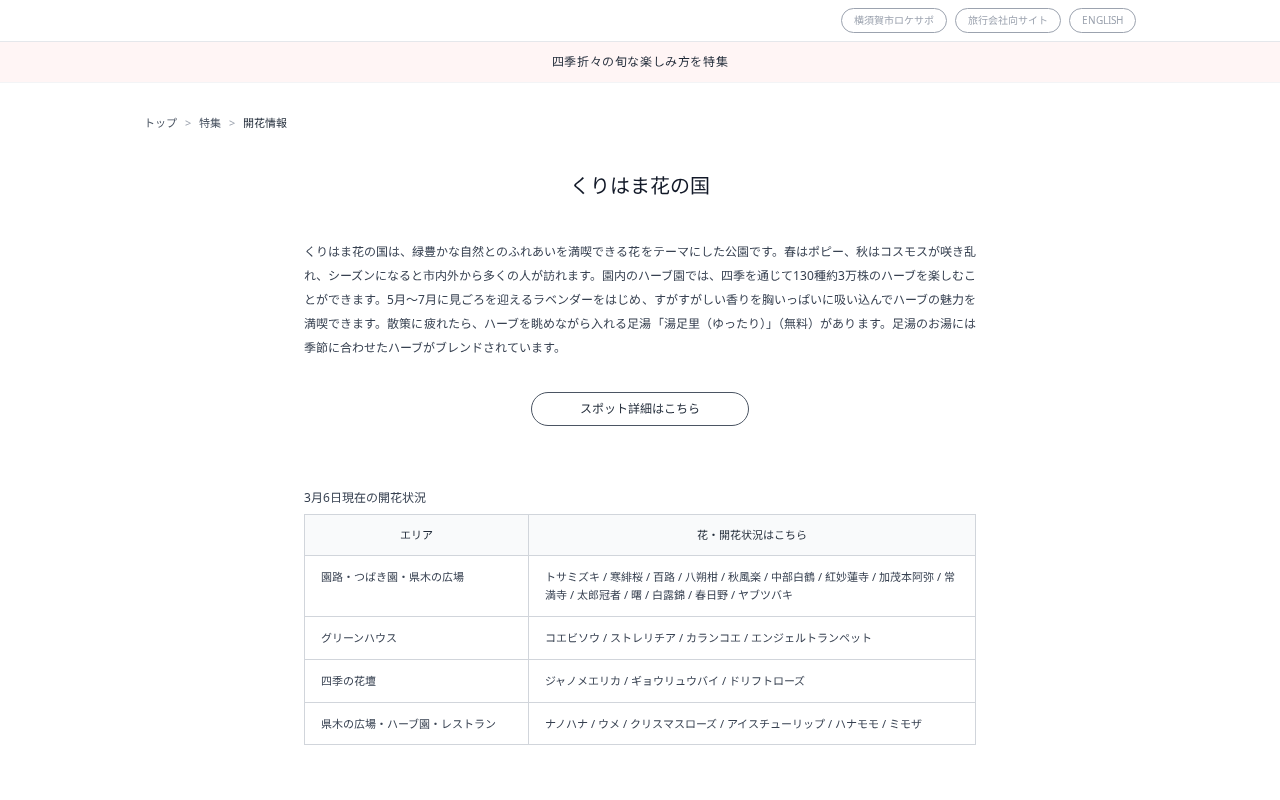 横須賀市ロケサポ 旅行会社向サイト ENGLISH
四季折々の旬な楽しみ方を特集
トップ > 特集 > 開花情報
くりはま花の国
くりはま花の国は、緑豊かな自然とのふれあいを満喫できる花をテーマにした公園です。春はポピー、秋はコスモスが咲き乱
れ、シーズンになると市内外から多くの人が訪れます。園内のハーブ園では、四季を通じて130種約3万株のハーブを楽しむこ
とができます。5月〜7月に見ごろを迎えるラベンダーをはじめ、すがすがしい香りを胸いっぱいに吸い込んでハーブの魅力を
満喫できます。散策に疲れたら、ハーブを眺めながら入れる足湯「湯足里（ゆったり）」（無料）があります。足湯のお湯には
季節に合わせたハーブがブレンドされています。
スポット詳細はこちら
3月6日現在の開花状況
エリア 花・開花状況はこちら
園路・つばき園・県木の広場 トサミズキ / 寒緋桜 / 百路 / 八朔柑 / 秋風楽 / 中部白鶴 / 紅妙蓮寺 / 加茂本阿弥 / 常
満寺 / 太郎冠者 / 曙 / 白露錦 / 春日野 / ヤブツバキ
グリーンハウス コエビソウ / ストレリチア / カランコエ / エンジェルトランペット
四季の花壇 ジャノメエリカ / ギョウリュウバイ / ドリフトローズ
県木の広場・ハーブ園・レストラン ナノハナ / ウメ / クリスマスローズ / アイスチューリップ / ハナモモ / ミモザ